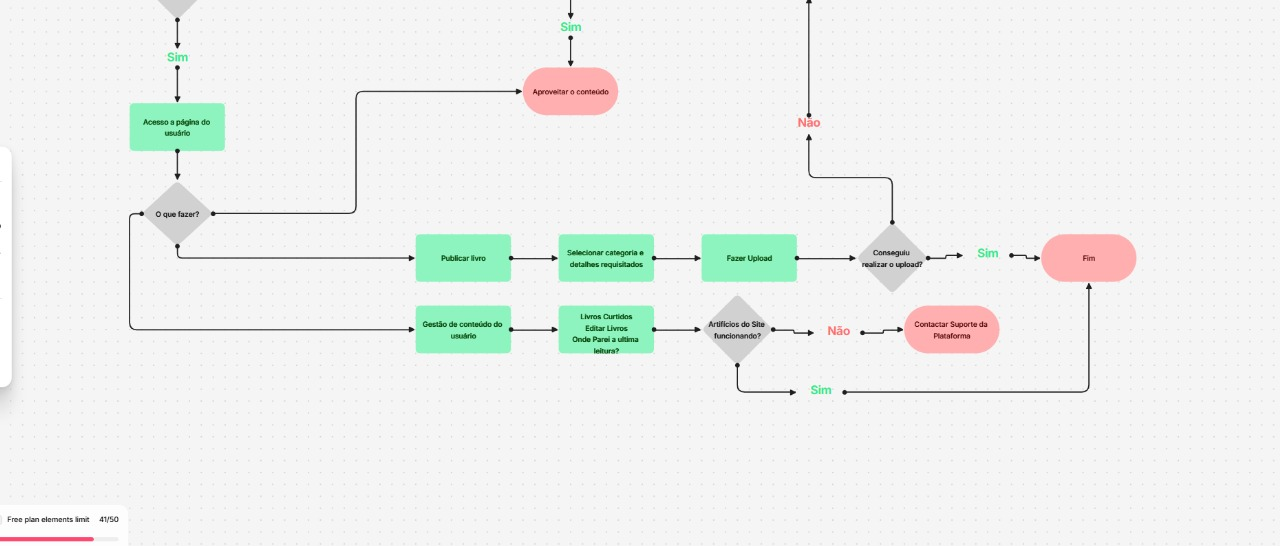 Sim
Sim
Aproveitar o conteúdo
Acesso a página do
usuário
Não
O que fazer?
Publicar livro
Selecionar categoria e
detalhes requisitados
Fazer Upload
Conseguiu
realizar o upload?
Sim
Fim
Gestão de conteúdo do
usuário
Livros Curtidos
Editar Livros
Onde Parei a ultima
leitura?
Artifícios do Site
funcionando?
Não
Contactar Suporte da
Plataforma
Sim
Free plan elements limit 41/50